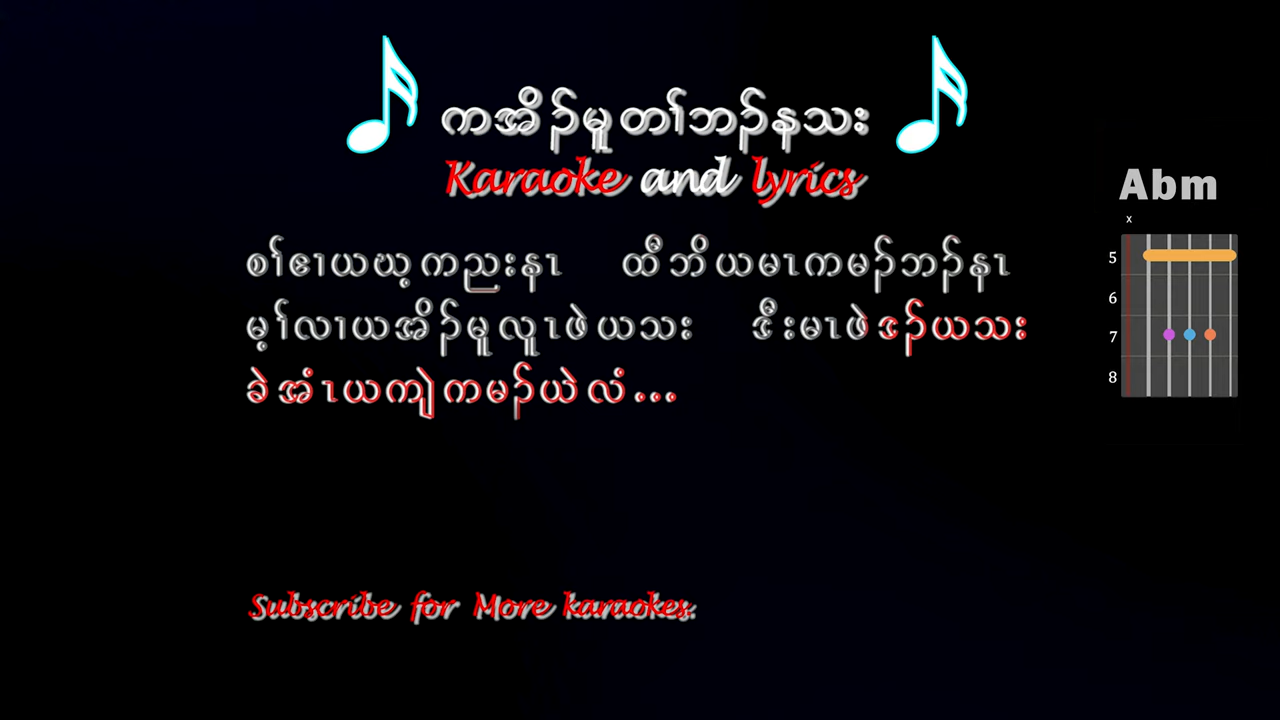 ကအိၣ်မူတၢ်ဘၣ်နသး
Karaoke and lyrics
စၢ်ဧၢယဃ့ကညးနၤ ထီဘိယမၤကမၣ်ဘၣ်နၤ
မ့ၢ်လၢယအိၣ်မူလူၤဖဲယသး ဒီးမၤဖဲဒၣ်ယသး
ခဲအံၤယကျဲကမၣ်ယဲလံ...
Subscribe for More karaokes.
Abm
x
5
6
7
8